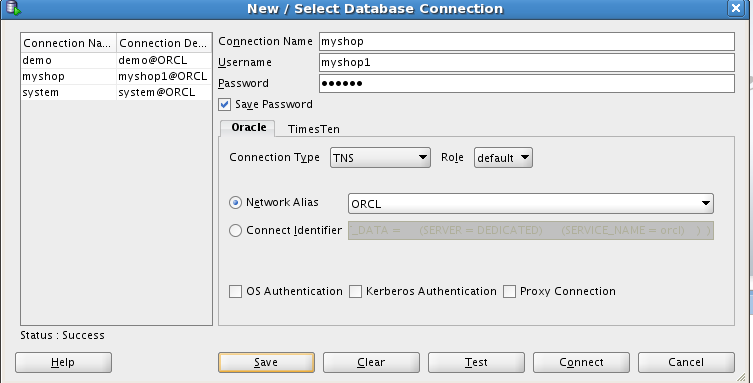 New / Select Database Connection
Connection Na... Connection De...
demo demo@ORCL
myshop myshop1@ORCL
system system@ORCL
Connection Name myshop
Username myshop1
Password ••••••
Save Password
Oracle TimesTen
Connection Type TNS Role default
Network Alias ORCL
Connect Identifier _DATA = (SERVER = DEDICATED) (SERVICE_NAME = orcl) ) )
OS Authentication Kerberos Authentication Proxy Connection
Status : Success
Help Save Clear Test Connect Cancel